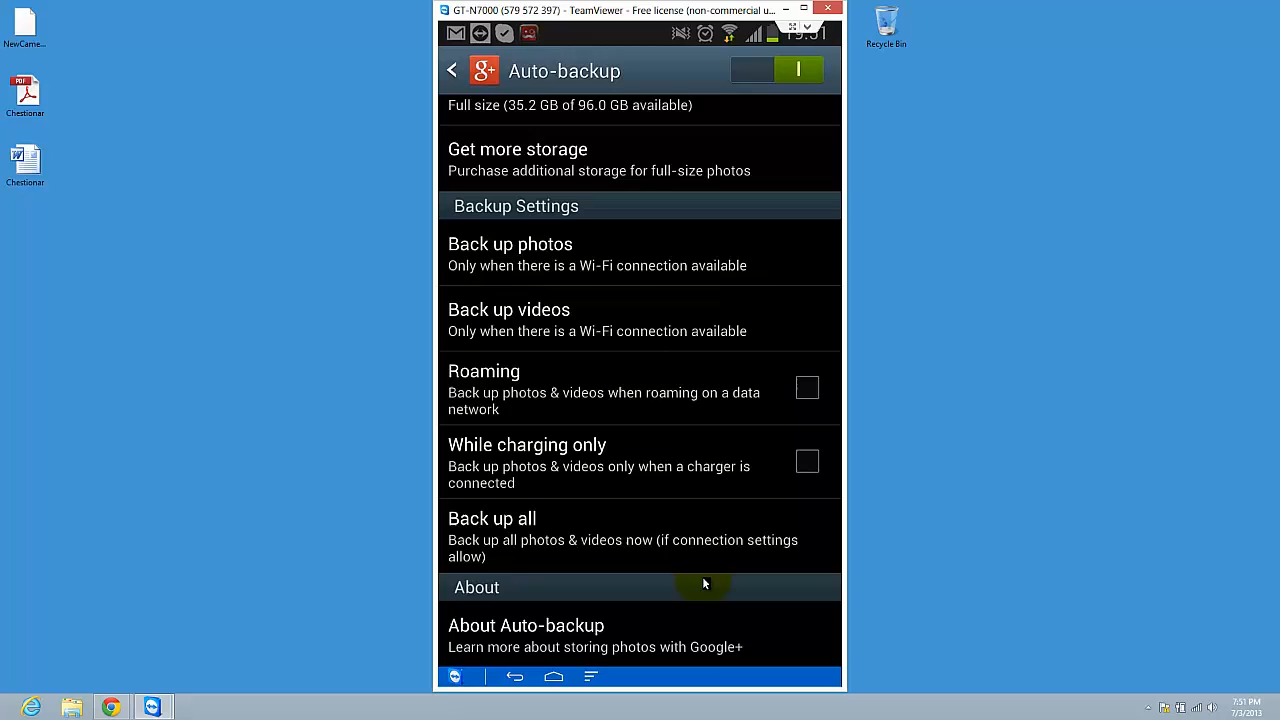 GT-N7000 (579 572 397) - TeamViewer - Free license (non-commercial u...
NewCame...
Chestionar
Chestionar
Recycle Bin
g+ Auto-backup
Full size (35.2 GB of 96.0 GB available)
Get more storage
Purchase additional storage for full-size photos
Backup Settings
Back up photos
Only when there is a Wi-Fi connection available
Back up videos
Only when there is a Wi-Fi connection available
Roaming
Back up photos & videos when roaming on a data
network
While charging only
Back up photos & videos only when a charger is
connected
Back up all
Back up all photos & videos now (if connection settings
allow)
About
About Auto-backup
Learn more about storing photos with Google+
7:51 PM
7/3/2013